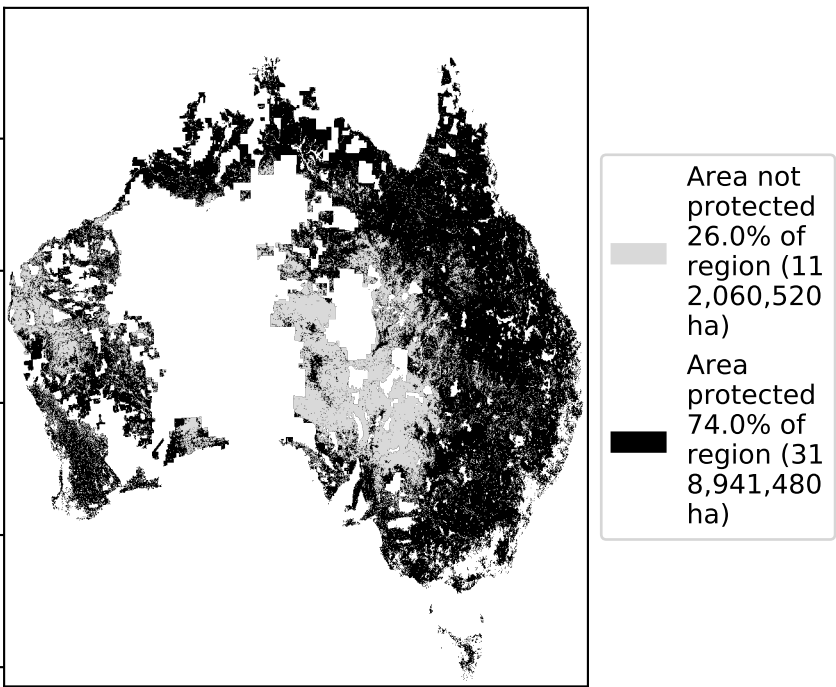 Area not
protected
26.0% of
region (11
2,060,520
ha)
Area
protected
74.0% of
region (31
8,941,480
ha)